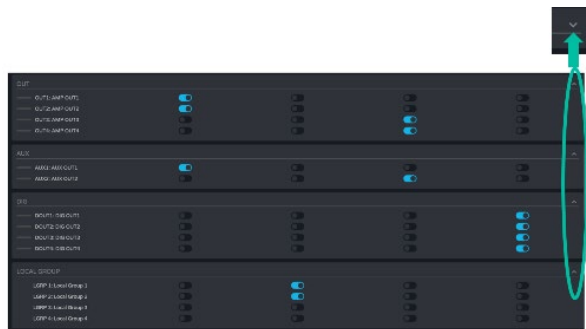 OUT
OUT1: AMP OUT1
OUT2: AMP OUT2
OUT3: AMP OUT3
OUT4: AMP OUT4
AUX
AUX1: AUX OUT1
AUX2: AUX OUT2
DIG
DOUT1: DIG OUT1
DOUT2: DIG OUT2
DOUT3: DIG OUT3
DOUT4: DIG OUT4
LOCAL GROUP
LGRP 1: Local Group 1
LGRP 2: Local Group 2
LGRP 3: Local Group 3
LGRP 4: Local Group 4